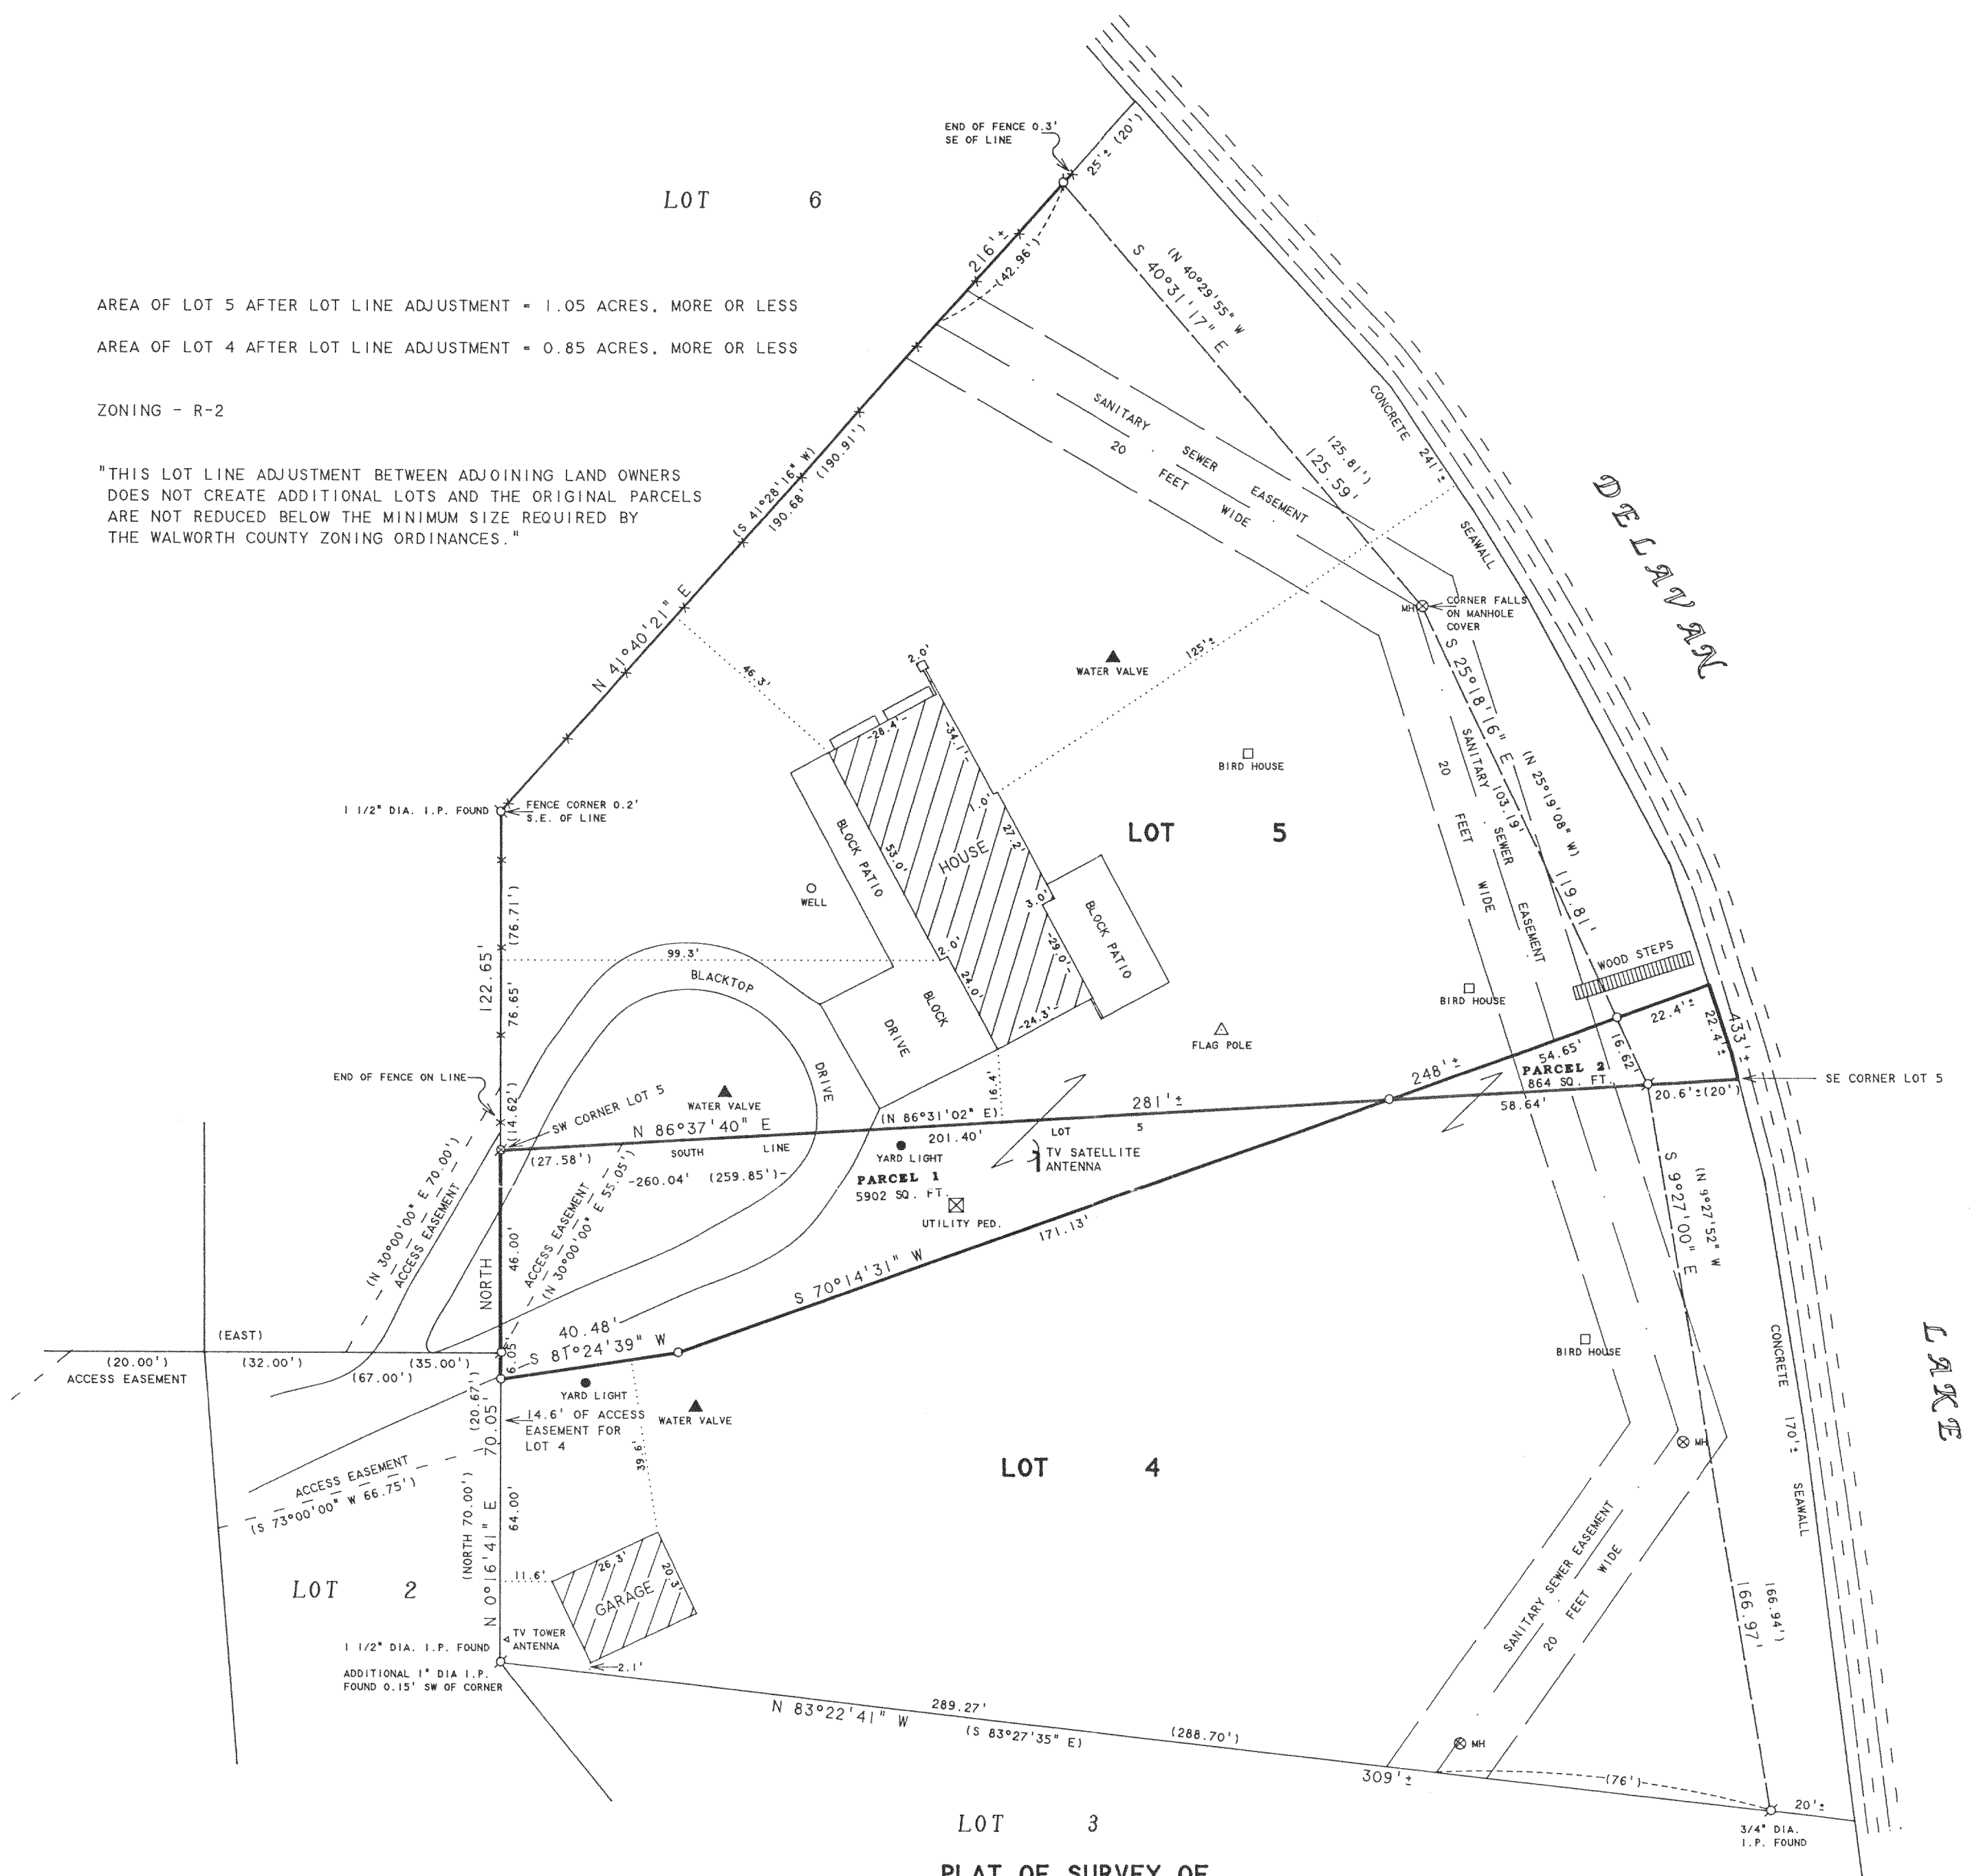 END OF FENCE 0.3'
SE OF LINE
25'± (20')
LOT 6
216'±
(42.96')
(N 40°29'55" W
S 40°31'17" E
AREA OF LOT 5 AFTER LOT LINE ADJUSTMENT = 1.05 ACRES, MORE OR LESS
AREA OF LOT 4 AFTER LOT LINE ADJUSTMENT = 0.85 ACRES, MORE OR LESS
ZONING - R-2
"THIS LOT LINE ADJUSTMENT BETWEEN ADJOINING LAND OWNERS
DOES NOT CREATE ADDITIONAL LOTS AND THE ORIGINAL PARCELS
ARE NOT REDUCED BELOW THE MINIMUM SIZE REQUIRED BY
THE WALWORTH COUNTY ZONING ORDINANCES."
SANITARY SEWER EASEMENT
20 FEET WIDE
125.81')
125.59'
CONCRETE 241'±
SEAWALL
DELAVAN
(S 41°28'16" W)
190.68' (190.91')
N 41°40'21" E
MH
CORNER FALLS
ON MANHOLE
COVER
46.3'
2.0'
WATER VALVE
125'±
S 25°18'16" E
(N 25°19'08" W)
103.19'
119.81'
-28.4'-
-34.1'-
BIRD HOUSE
SANITARY SEWER EASEMENT
20 FEET WIDE
1 1/2" DIA. I.P. FOUND
FENCE CORNER 0.2'
S.E. OF LINE
1.0'
27.2'
LOT 5
BLOCK PATIO
53.0'
HOUSE
WELL
3.0'
BLOCK PATIO
-29.0'-
2.0'
24.0'
-24.3'-
(76.71')
122.65'
76.65'
99.3'
BLACKTOP
DRIVE
BLOCK
DRIVE
BIRD HOUSE
WOOD STEPS
FLAG POLE
22.4'±
22.4'±
433'±
16.62'
54.65'
248'±
PARCEL 2
864 SQ. FT.
58.64'
20.6'±(20')
SE CORNER LOT 5
END OF FENCE ON LINE
(14.62')
SW CORNER LOT 5
WATER VALVE
16.4'
N 86°37'40" E
(N 86°31'02" E)
281'±
201.40'
SOUTH LINE LOT 5
(27.58')
-260.04' (259.85')-
YARD LIGHT
TV SATELLITE
ANTENNA
PARCEL 1
5902 SQ. FT.
UTILITY PED.
171.13'
S 70°14'31" W
(N 30°00'00" E 70.00')
ACCESS EASEMENT
ACCESS EASEMENT
(N 30°00'00" E 55.05')
46.00'
NORTH
S 9°27'00" E
(N 9°27'52" W
(EAST)
(20.00')
(32.00')
(35.00')
ACCESS EASEMENT
(67.00')
6.05'
40.48'
S 81°24'39" W
YARD LIGHT
WATER VALVE
14.6' OF ACCESS
EASEMENT FOR
LOT 4
(20.67')
70.05'
39.6'
ACCESS EASEMENT
(S 73°00'00" W 66.75')
(NORTH 70.00')
64.00'
N 0°16'41" E
BIRD HOUSE
LOT 4
MH
CONCRETE 170'± SEAWALL
LAKE
LOT 2
11.6'
26.3'
20.3'
GARAGE
SANITARY SEWER EASEMENT
20 FEET WIDE
166.94')
166.97'
TV TOWER
ANTENNA
1 1/2" DIA. I.P. FOUND
ADDITIONAL 1" DIA I.P.
FOUND 0.15' SW OF CORNER
2.1'
289.27'
N 83°22'41" W
(S 83°27'35" E)
(288.70')
MH
309'±
(76')
20'±
3/4" DIA.
I.P. FOUND
LOT 3
PLAT OF SURVEY OF